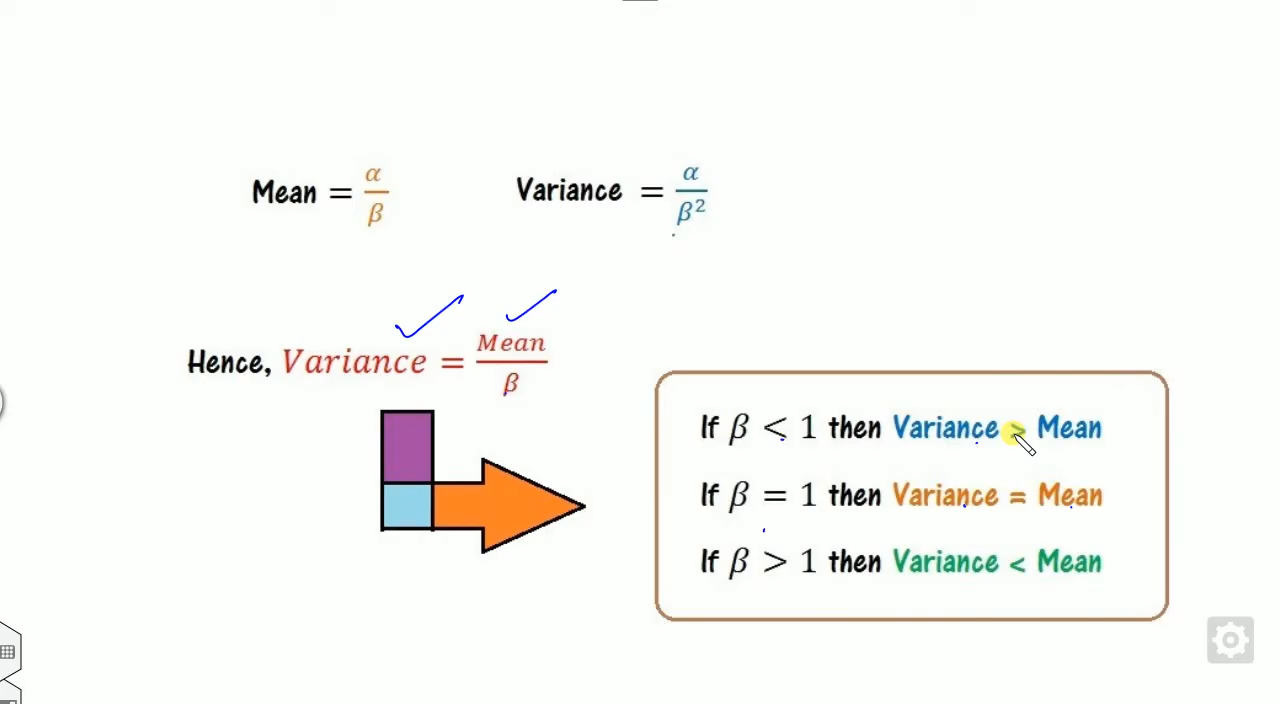 Mean = α/β
Variance = α/β²
Hence, Variance = Mean/β
If β < 1 then Variance > Mean
If β = 1 then Variance = Mean
If β > 1 then Variance < Mean